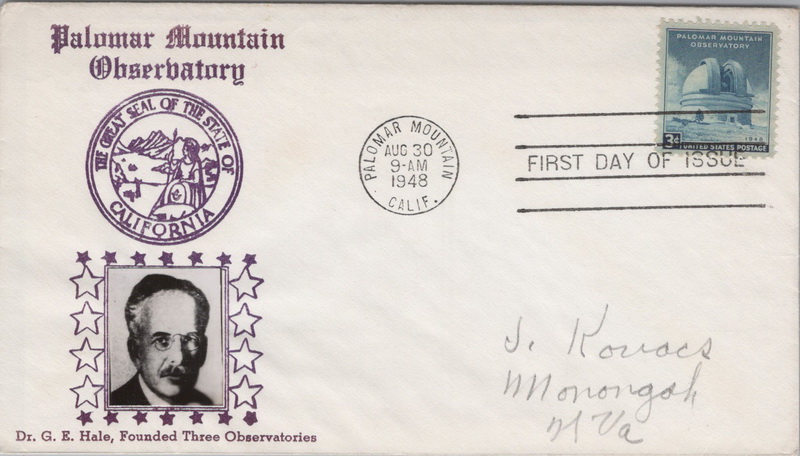 Palomar Mountain
Observatory
THE GREAT SEAL OF THE STATE OF
CALIFORNIA
Dr. G. E. Hale, Founded Three Observatories
PALOMAR MOUNTAIN
AUG 30
9-AM
1948
CALIF.
PALOMAR MOUNTAIN
OBSERVATORY
1948
3¢ UNITED STATES POSTAGE
FIRST DAY OF ISSUE
J. Kovacs
Monongah
W Va